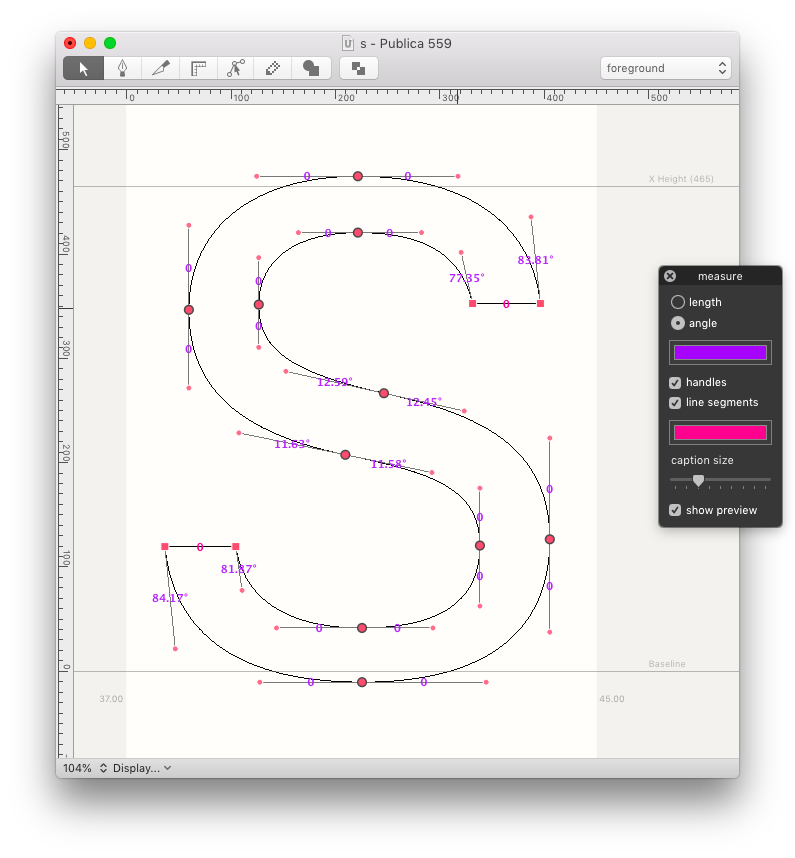 s - Publica 559
foreground
0 100 200 300 400 500
500
400
300
200
100
0
X Height (465)
0 0
0 0
83.81°
77.35°
0
0
0
0
0
0
12.59°
12.45°
11.63°
11.58°
0
0
0
0
0
81.87°
84.17°
0 0
0 0
Baseline
37.00 45.00
measure
length
angle
handles
line segments
caption size
show preview
104% Display...